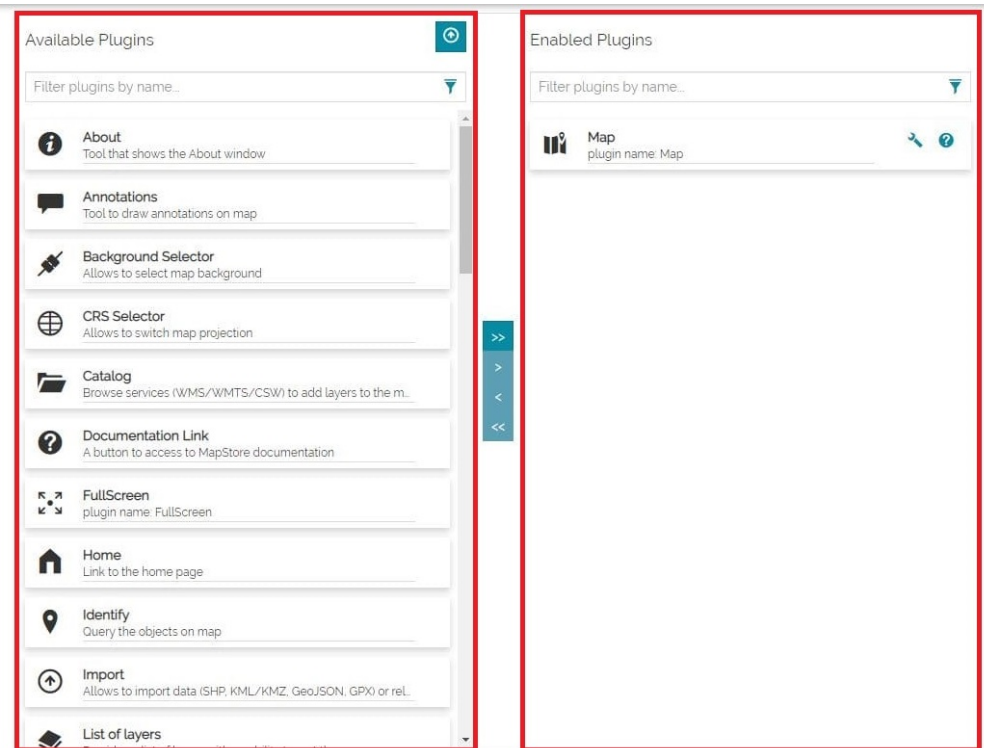 Available Plugins
Filter plugins by name...
About
Tool that shows the About window
Annotations
Tool to draw annotations on map
Background Selector
Allows to select map background
CRS Selector
Allows to switch map projection
Catalog
Browse services (WMS/WMTS/CSW) to add layers to the m...
Documentation Link
A button to access to MapStore documentation
FullScreen
plugin name: FullScreen
Home
Link to the home page
Identify
Query the objects on map
Import
Allows to import data (SHP, KML/KMZ, GeoJSON, GPX) or rel...
List of layers
>>
>
<
<<
Enabled Plugins
Filter plugins by name...
Map
plugin name: Map